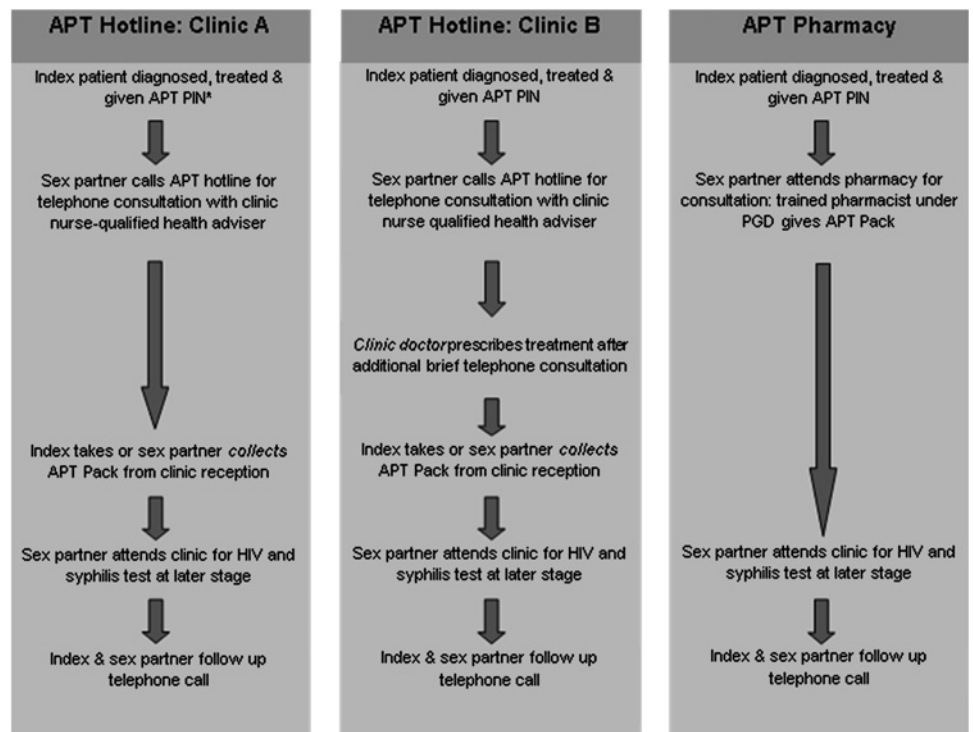 APT Hotline: Clinic A
Index patient diagnosed, treated &
given APT PIN*
Sex partner calls APT hotline for
telephone consultation with clinic
nurse-qualified health adviser
Index takes or sex partner collects
APT Pack from clinic reception
Sex partner attends clinic for HIV and
syphilis test at later stage
Index & sex partner follow up
telephone call
APT Hotline: Clinic B
Index patient diagnosed, treated &
given APT PIN
Sex partner calls APT hotline for
telephone consultation with clinic
nurse qualified health adviser
Clinic doctorprescribes treatment after
additional brief telephone consultation
Index takes or sex partner collects
APT Pack from clinic reception
Sex partner attends clinic for HIV and
syphilis test at later stage
Index & sex partner follow up
telephone call
APT Pharmacy
Index patient diagnosed, treated &
given APT PIN
Sex partner attends pharmacy for
consultation: trained pharmacist under
PGD gives APT Pack
Sex partner attends clinic for HIV and
syphilis test at later stage
Index & sex partner follow up
telephone call